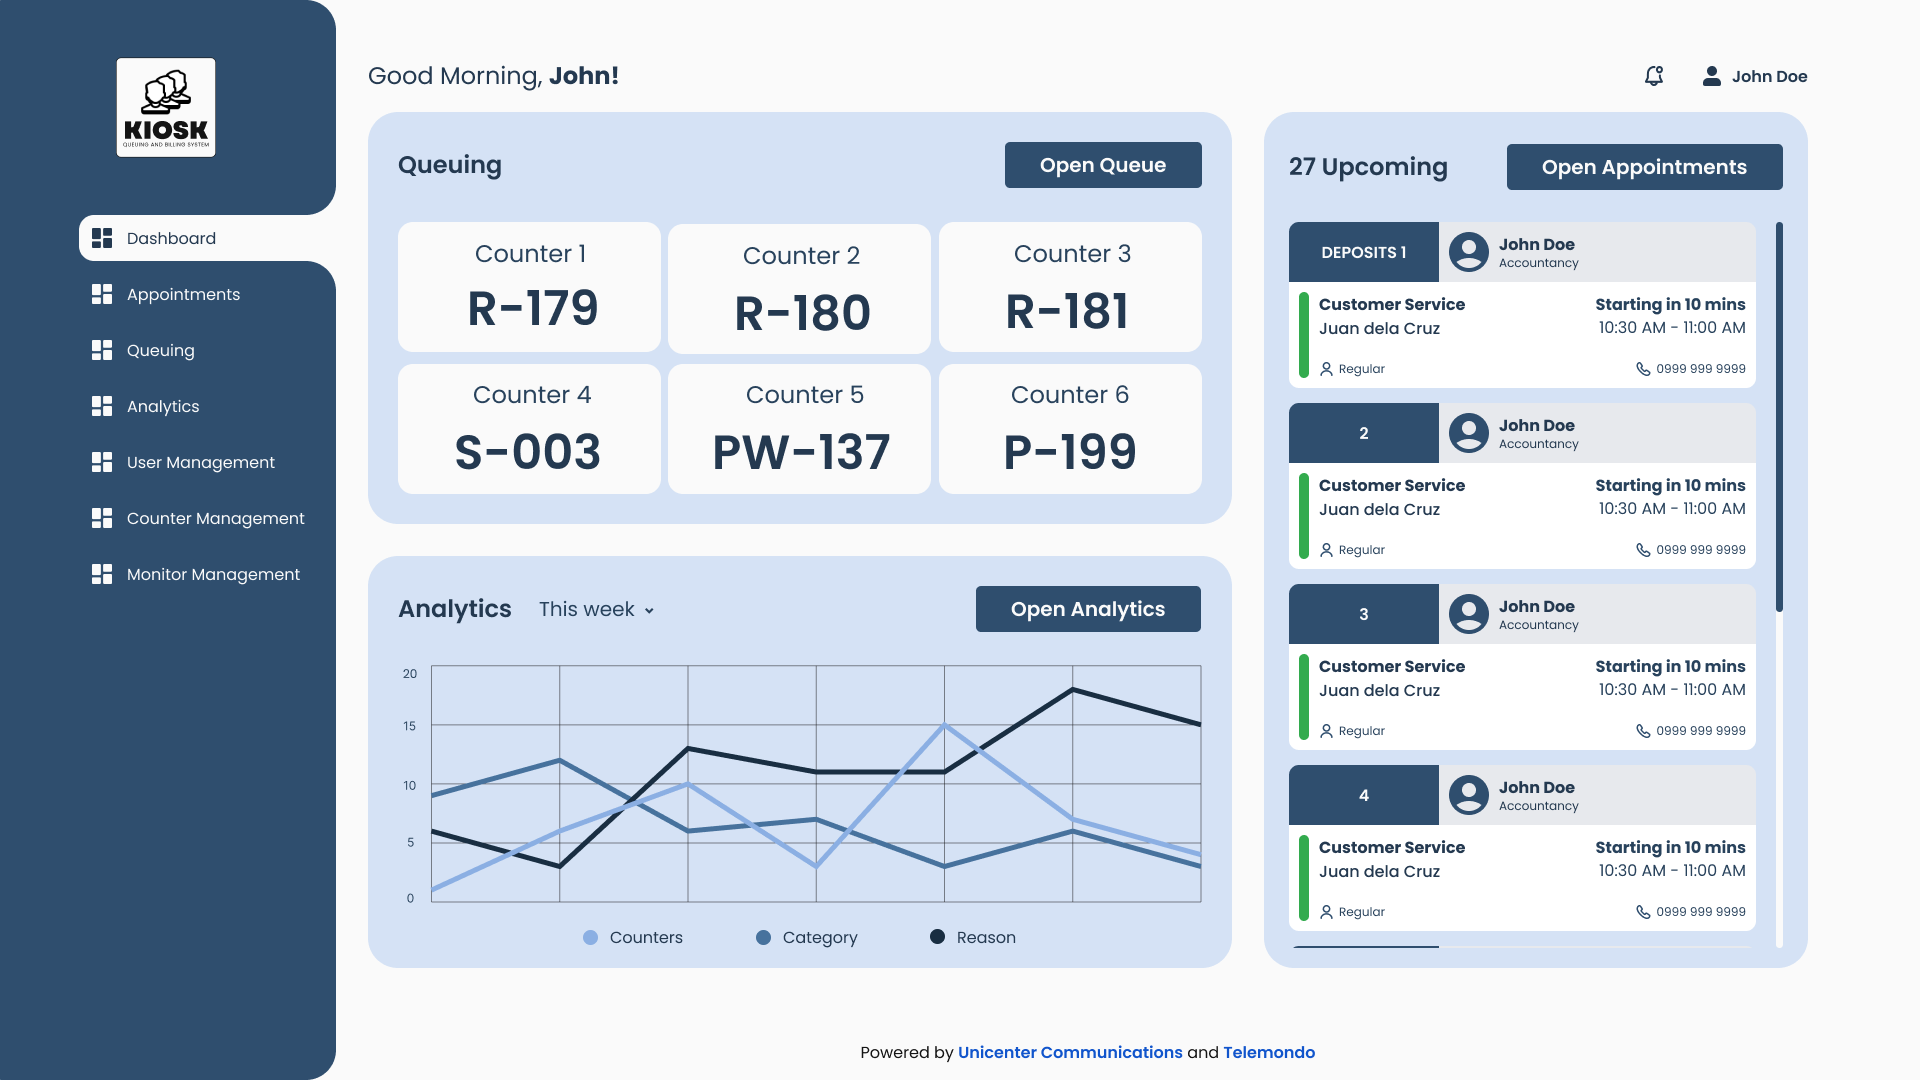 KIOSK
QUEUING AND BILLING SYSTEM
Dashboard
Appointments
Queuing
Analytics
User Management
Counter Management
Monitor Management
Good Morning, John!
John Doe
Queuing
Open Queue
Counter 1
R-179
Counter 2
R-180
Counter 3
R-181
Counter 4
S-003
Counter 5
PW-137
Counter 6
P-199
Analytics
This week
Open Analytics
20
15
10
5
0
Counters
Category
Reason
27 Upcoming
Open Appointments
DEPOSITS 1
John Doe
Accountancy
Customer Service
Starting in 10 mins
Juan dela Cruz
10:30 AM - 11:00 AM
Regular
0999 999 9999
2
John Doe
Accountancy
Customer Service
Starting in 10 mins
Juan dela Cruz
10:30 AM - 11:00 AM
Regular
0999 999 9999
3
John Doe
Accountancy
Customer Service
Starting in 10 mins
Juan dela Cruz
10:30 AM - 11:00 AM
Regular
0999 999 9999
4
John Doe
Accountancy
Customer Service
Starting in 10 mins
Juan dela Cruz
10:30 AM - 11:00 AM
Regular
0999 999 9999
Powered by Unicenter Communications and Telemondo